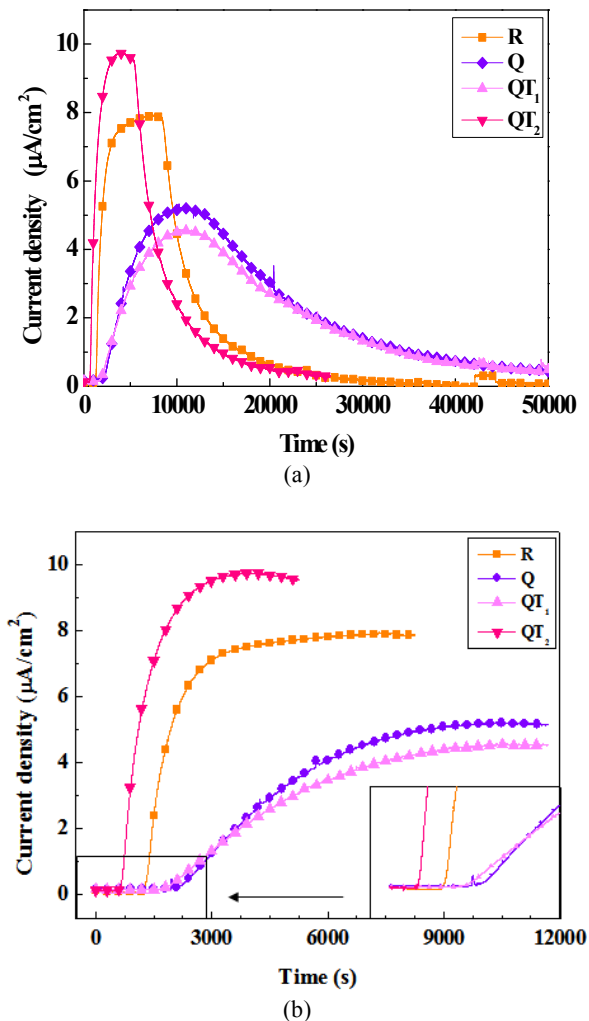 10
8
6
4
2
0
Current density (μA/cm²)
R
Q
QT₁
QT₂
0 10000 20000 30000 40000 50000
Time (s)
(a)
10
8
6
4
2
0
Current density (μA/cm²)
R
Q
QT₁
QT₂
0 3000 6000 9000 12000
Time (s)
(b)